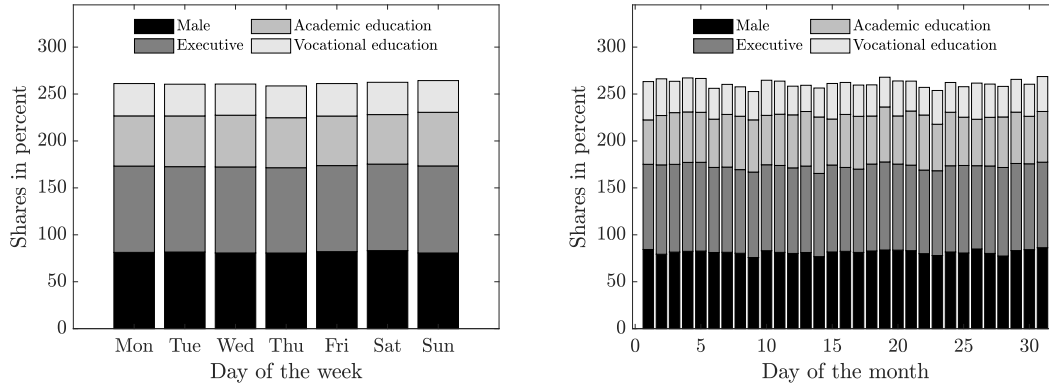 Male
Academic education
Executive
Vocational education
300
250
200
150
100
50
0
Shares in percent
Mon Tue Wed Thu Fri Sat Sun
Day of the week
Male
Academic education
Executive
Vocational education
300
250
200
150
100
50
0
Shares in percent
0 5 10 15 20 25 30
Day of the month